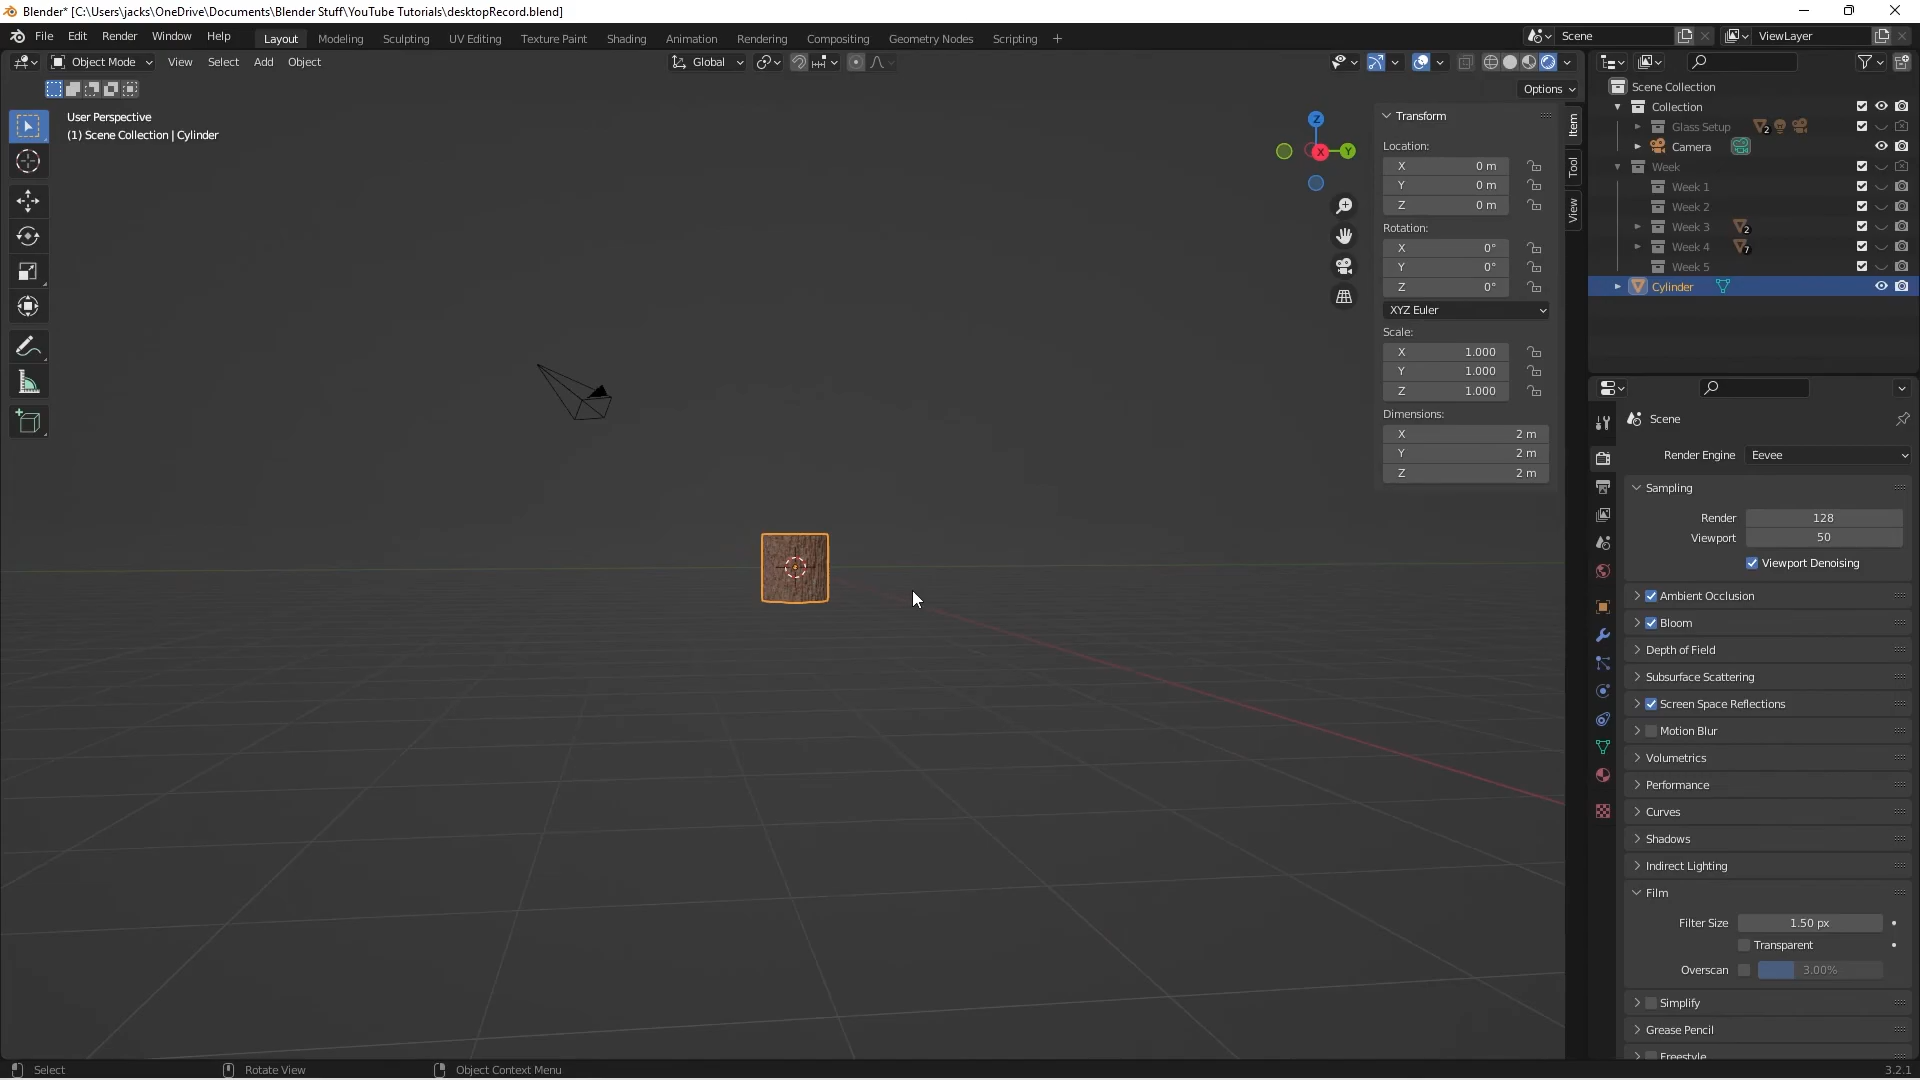 Blender* [C:\Users\jacks\OneDrive\Documents\Blender Stuff\YouTube Tutorials\desktopRecord.blend]
File Edit Render Window Help Layout Modeling Sculpting UV Editing Texture Paint Shading Animation Rendering Compositing Geometry Nodes Scripting + Scene ViewLayer
Object Mode View Select Add Object Global
Options
User Perspective
(1) Scene Collection | Cylinder
Z
Y
X
Transform
Location:
X 0 m
Y 0 m
Z 0 m
Rotation:
X 0°
Y 0°
Z 0°
XYZ Euler
Scale:
X 1.000
Y 1.000
Z 1.000
Dimensions:
X 2 m
Y 2 m
Z 2 m
Item
Tool
View
Scene Collection
Collection
Glass Setup 2
Camera
Week
Week 1
Week 2
Week 3 2
Week 4 7
Week 5
Cylinder
Scene
Render Engine Eevee
Sampling
Render 128
Viewport 50
Viewport Denoising
Ambient Occlusion
Bloom
Depth of Field
Subsurface Scattering
Screen Space Reflections
Motion Blur
Volumetrics
Performance
Curves
Shadows
Indirect Lighting
Film
Filter Size 1.50 px
Transparent
Overscan 3.00%
Simplify
Grease Pencil
Freestyle
Select Rotate View Object Context Menu 3.2.1